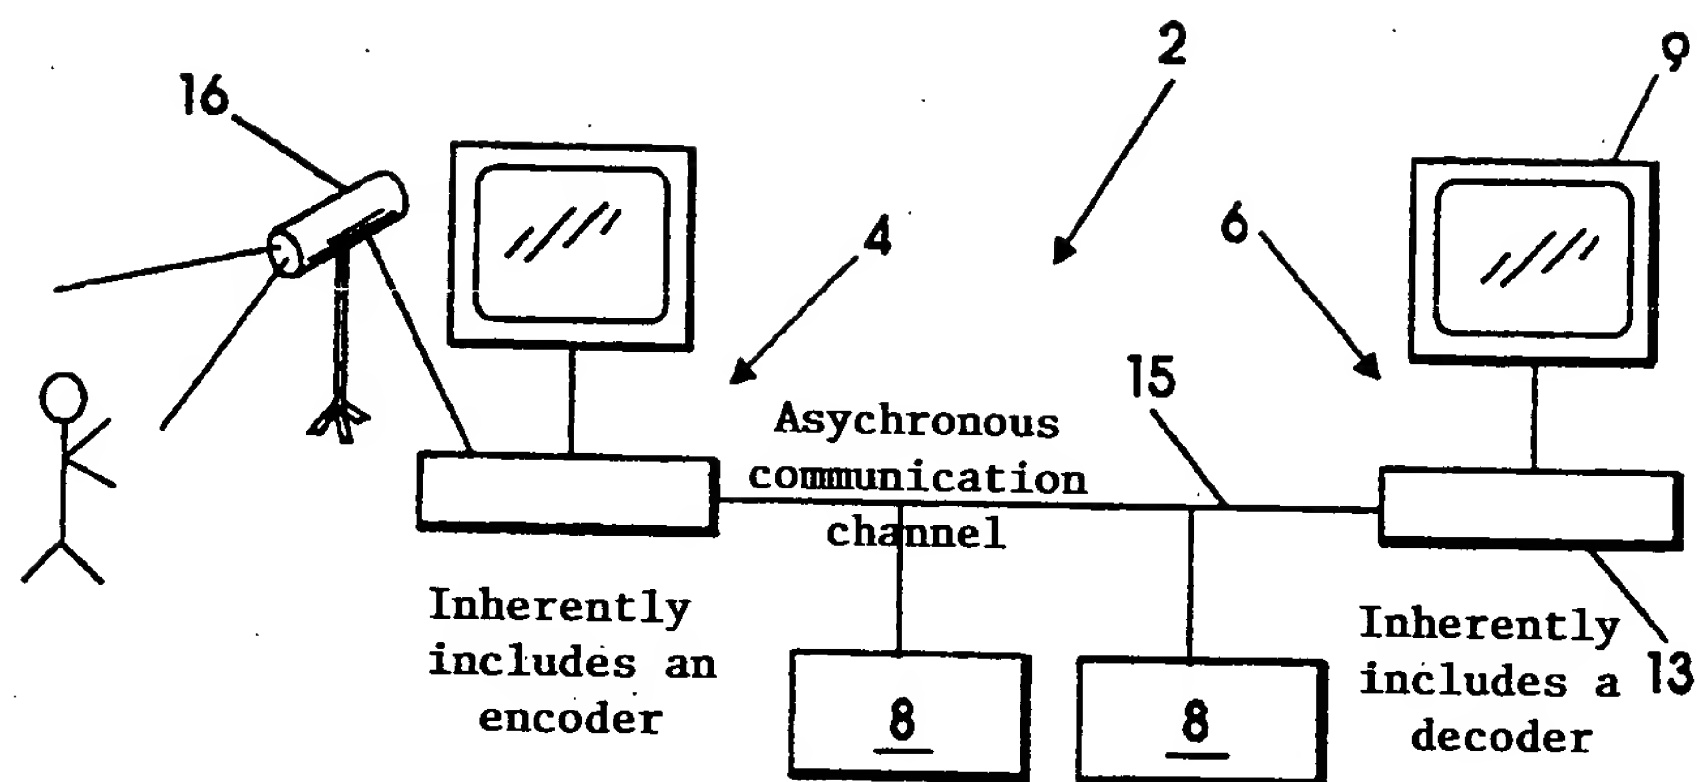 2
9
16
4
6
15
Asychronous
communication
channel
Inherently
includes an
encoder
Inherently
includes a
decoder
13
8
8